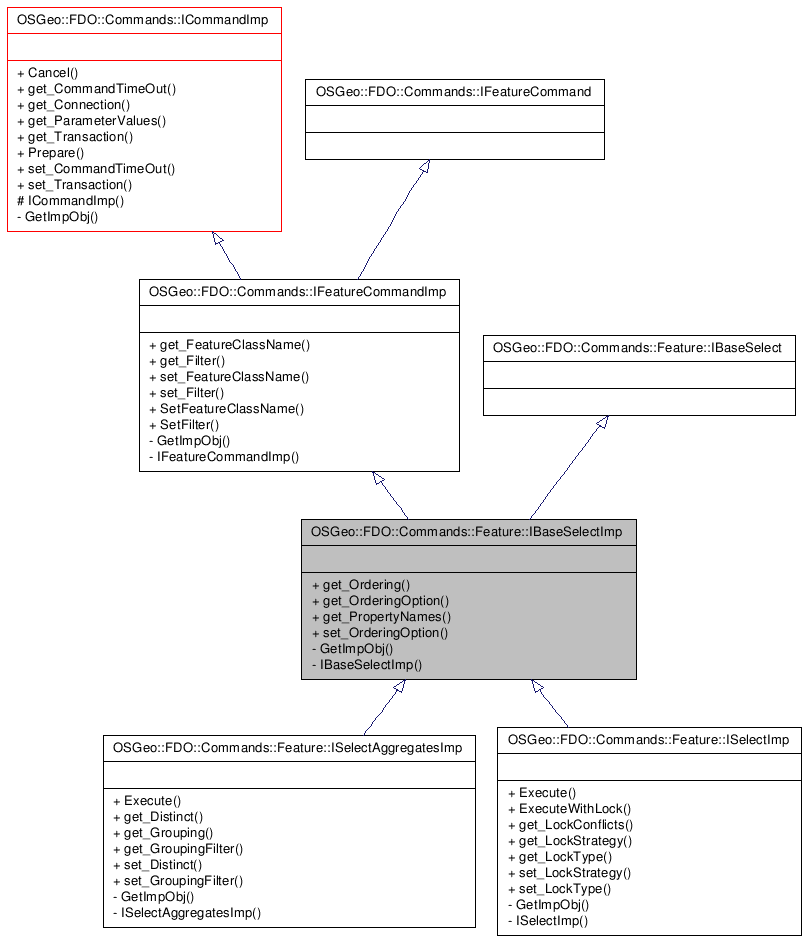 OSGeo::FDO::Commands::ICommandImp
+ Cancel()
+ get_CommandTimeOut()
+ get_Connection()
+ get_ParameterValues()
+ get_Transaction()
+ Prepare()
+ set_CommandTimeOut()
+ set_Transaction()
# ICommandImp()
- GetImpObj()
OSGeo::FDO::Commands::IFeatureCommand
OSGeo::FDO::Commands::IFeatureCommandImp
+ get_FeatureClassName()
+ get_Filter()
+ set_FeatureClassName()
+ set_Filter()
+ SetFeatureClassName()
+ SetFilter()
- GetImpObj()
- IFeatureCommandImp()
OSGeo::FDO::Commands::Feature::IBaseSelect
OSGeo::FDO::Commands::Feature::IBaseSelectImp
+ get_Ordering()
+ get_OrderingOption()
+ get_PropertyNames()
+ set_OrderingOption()
- GetImpObj()
- IBaseSelectImp()
OSGeo::FDO::Commands::Feature::ISelectAggregatesImp
+ Execute()
+ get_Distinct()
+ get_Grouping()
+ get_GroupingFilter()
+ set_Distinct()
+ set_GroupingFilter()
- GetImpObj()
- ISelectAggregatesImp()
OSGeo::FDO::Commands::Feature::ISelectImp
+ Execute()
+ ExecuteWithLock()
+ get_LockConflicts()
+ get_LockStrategy()
+ get_LockType()
+ set_LockStrategy()
+ set_LockType()
- GetImpObj()
- ISelectImp()